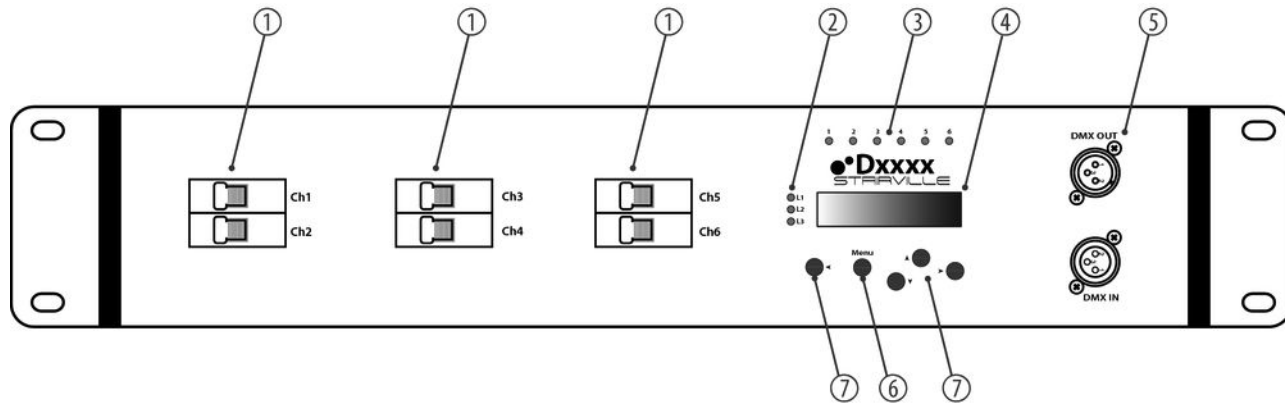 ① ① ① ② ③ ④ ⑤
1 2 3 4 5 6
DMX OUT
Dxxxx
STAIRVILLE
Ch1 Ch3 Ch5 L1
L2
Ch2 Ch4 Ch6 L3
Menu
DMX IN
⑦ ⑥ ⑦